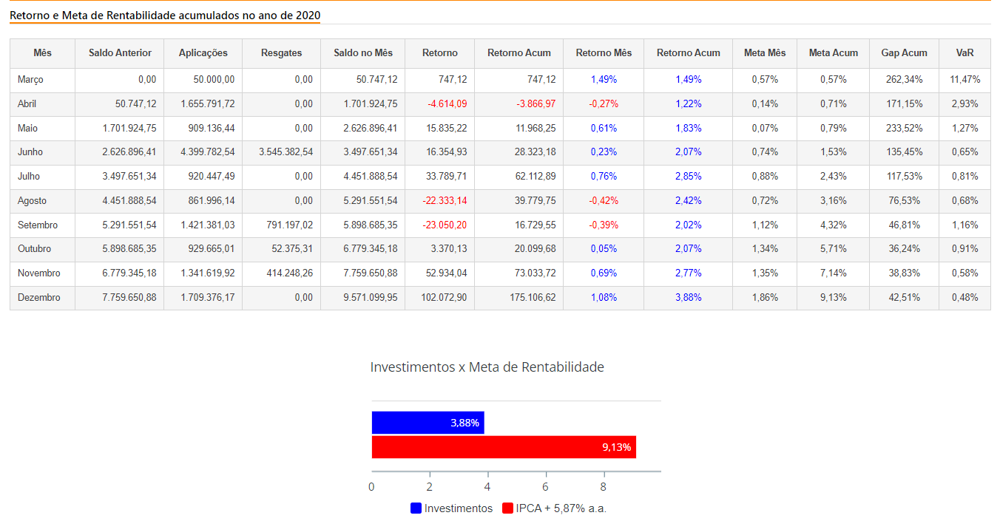 Retorno e Meta de Rentabilidade acumulados no ano de 2020
Mês Saldo Anterior Aplicações Resgates Saldo no Mês Retorno Retorno Acum Retorno Mês Retorno Acum Meta Mês Meta Acum Gap Acum VaR
Março 0,00 50.000,00 0,00 50.747,12 747,12 747,12 1,49% 1,49% 0,57% 0,57% 262,34% 11,47%
Abril 50.747,12 1.655.791,72 0,00 1.701.924,75 -4.614,09 -3.866,97 -0,27% 1,22% 0,14% 0,71% 171,15% 2,93%
Maio 1.701.924,75 909.136,44 0,00 2.626.896,41 15.835,22 11.968,25 0,61% 1,83% 0,07% 0,79% 233,52% 1,27%
Junho 2.626.896,41 4.399.782,54 3.545.382,54 3.497.651,34 16.354,93 28.323,18 0,23% 2,07% 0,74% 1,53% 135,45% 0,65%
Julho 3.497.651,34 920.447,49 0,00 4.451.888,54 33.789,71 62.112,89 0,76% 2,85% 0,88% 2,43% 117,53% 0,81%
Agosto 4.451.888,54 861.996,14 0,00 5.291.551,54 -22.333,14 39.779,75 -0,42% 2,42% 0,72% 3,16% 76,53% 0,68%
Setembro 5.291.551,54 1.421.381,03 791.197,02 5.898.685,35 -23.050,20 16.729,55 -0,39% 2,02% 1,12% 4,32% 46,81% 1,16%
Outubro 5.898.685,35 929.665,01 52.375,31 6.779.345,18 3.370,13 20.099,68 0,05% 2,07% 1,34% 5,71% 36,24% 0,91%
Novembro 6.779.345,18 1.341.619,92 414.248,26 7.759.650,88 52.934,04 73.033,72 0,69% 2,77% 1,35% 7,14% 38,83% 0,58%
Dezembro 7.759.650,88 1.709.376,17 0,00 9.571.099,95 102.072,90 175.106,62 1,08% 3,88% 1,86% 9,13% 42,51% 0,48%
Investimentos x Meta de Rentabilidade
3,88%
9,13%
0 2 4 6 8
Investimentos IPCA + 5,87% a.a.